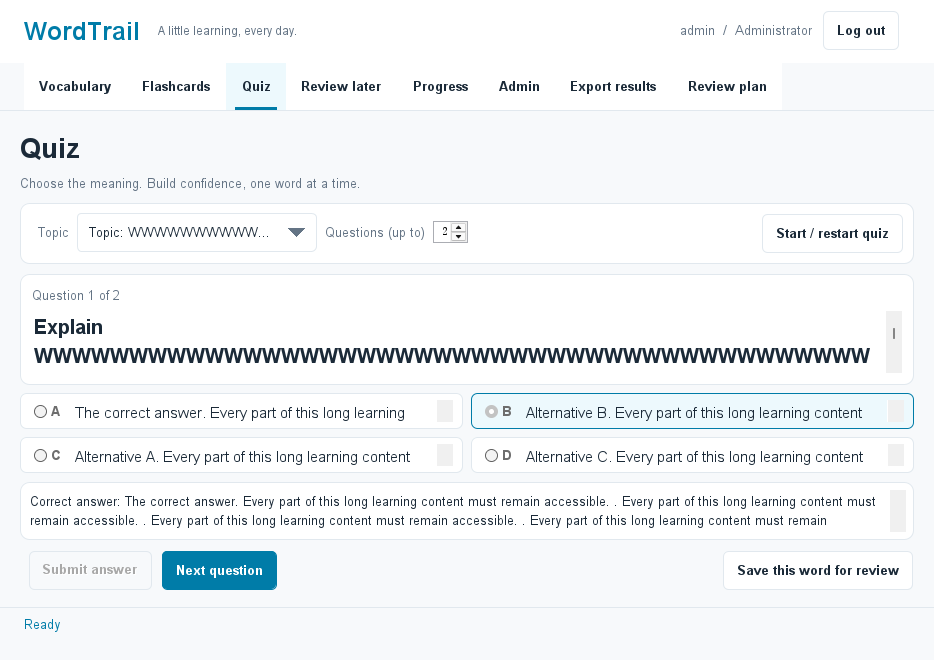 WordTrail
A little learning, every day.
admin / Administrator
Log out
Vocabulary
Flashcards
Quiz
Review later
Progress
Admin
Export results
Review plan
Quiz
Choose the meaning. Build confidence, one word at a time.
Topic
Topic: WWWWWWWWWWW...
Questions (up to)
2
Start / restart quiz
Question 1 of 2
Explain
WWWWWWWWWWWWWWWWWWWWWWWWWWWWWWWWWWWWWWWWWWWW
A The correct answer. Every part of this long learning
B Alternative B. Every part of this long learning content
C Alternative A. Every part of this long learning content
D Alternative C. Every part of this long learning content
Correct answer: The correct answer. Every part of this long learning content must remain accessible. . Every part of this long learning content must
remain accessible. . Every part of this long learning content must remain accessible. . Every part of this long learning content must remain
Submit answer
Next question
Save this word for review
Ready